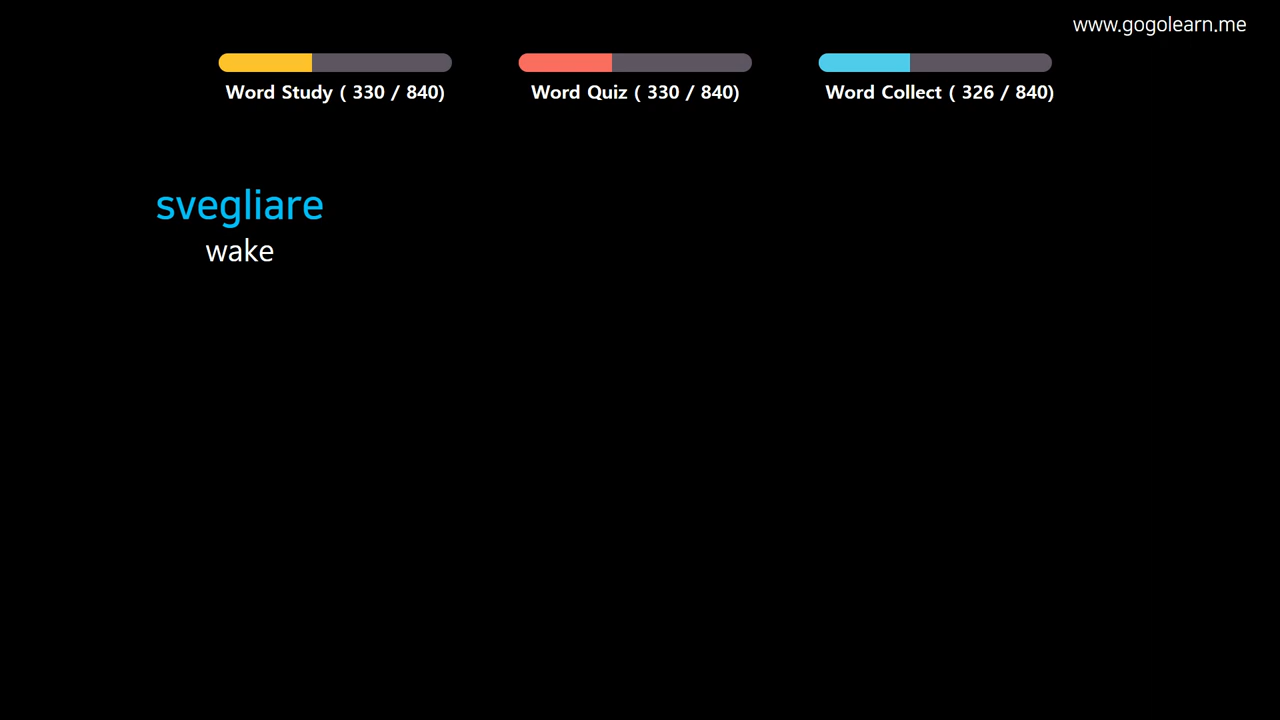 www.gogolearn.me
Word Study ( 330 / 840)
Word Quiz ( 330 / 840)
Word Collect ( 326 / 840)
svegliare
wake